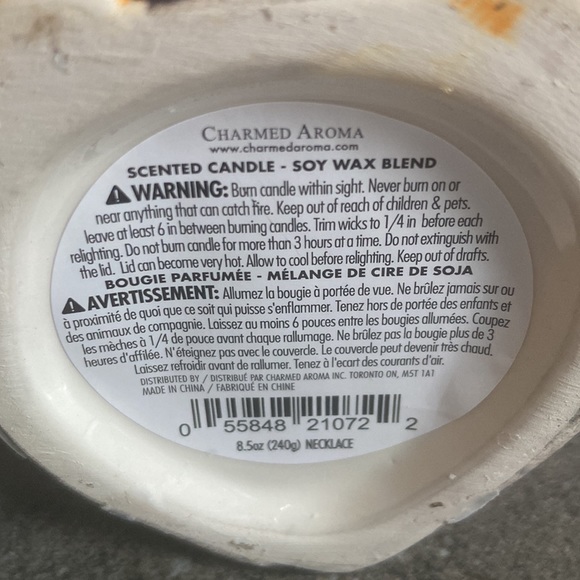 CHARMED AROMA
www.charmedaroma.com
SCENTED CANDLE - SOY WAX BLEND
⚠ WARNING: Burn candle within sight. Never burn on or
near anything that can catch fire. Keep out of reach of children & pets.
leave at least 6 in between burning candles. Trim wicks to 1/4 in before each
relighting. Do not burn candle for more than 3 hours at a time. Do not extinguish with
the lid. Lid can become very hot. Allow to cool before relighting. Keep out of drafts.
BOUGIE PARFUMÉE - MÉLANGE DE CIRE DE SOJA
⚠ AVERTISSEMENT: Allumez la bougie à portée de vue. Ne brûlez jamais sur ou
à proximité de quoi que ce soit qui puisse s'enflammer. Tenez hors de portée des enfants et
des animaux de compagnie. Laissez au moins 6 pouces entre les bougies allumées. Coupez
les mèches à 1/4 de pouce avant chaque rallumage. Ne brûlez pas la bougie plus de 3
heures d'affilée. N'éteignez pas avec le couvercle. Le couvercle peut devenir très chaud.
Laissez refroidir avant de rallumer. Tenez à l'ecart des courants d'air.
DISTRIBUTED BY / DISTRIBUÉ PAR CHARMED AROMA INC. TORONTO ON, M5T 1A1
MADE IN CHINA / FABRIQUÉ EN CHINE
0 55848 21072 2
8.5oz (240g) NECKLACE